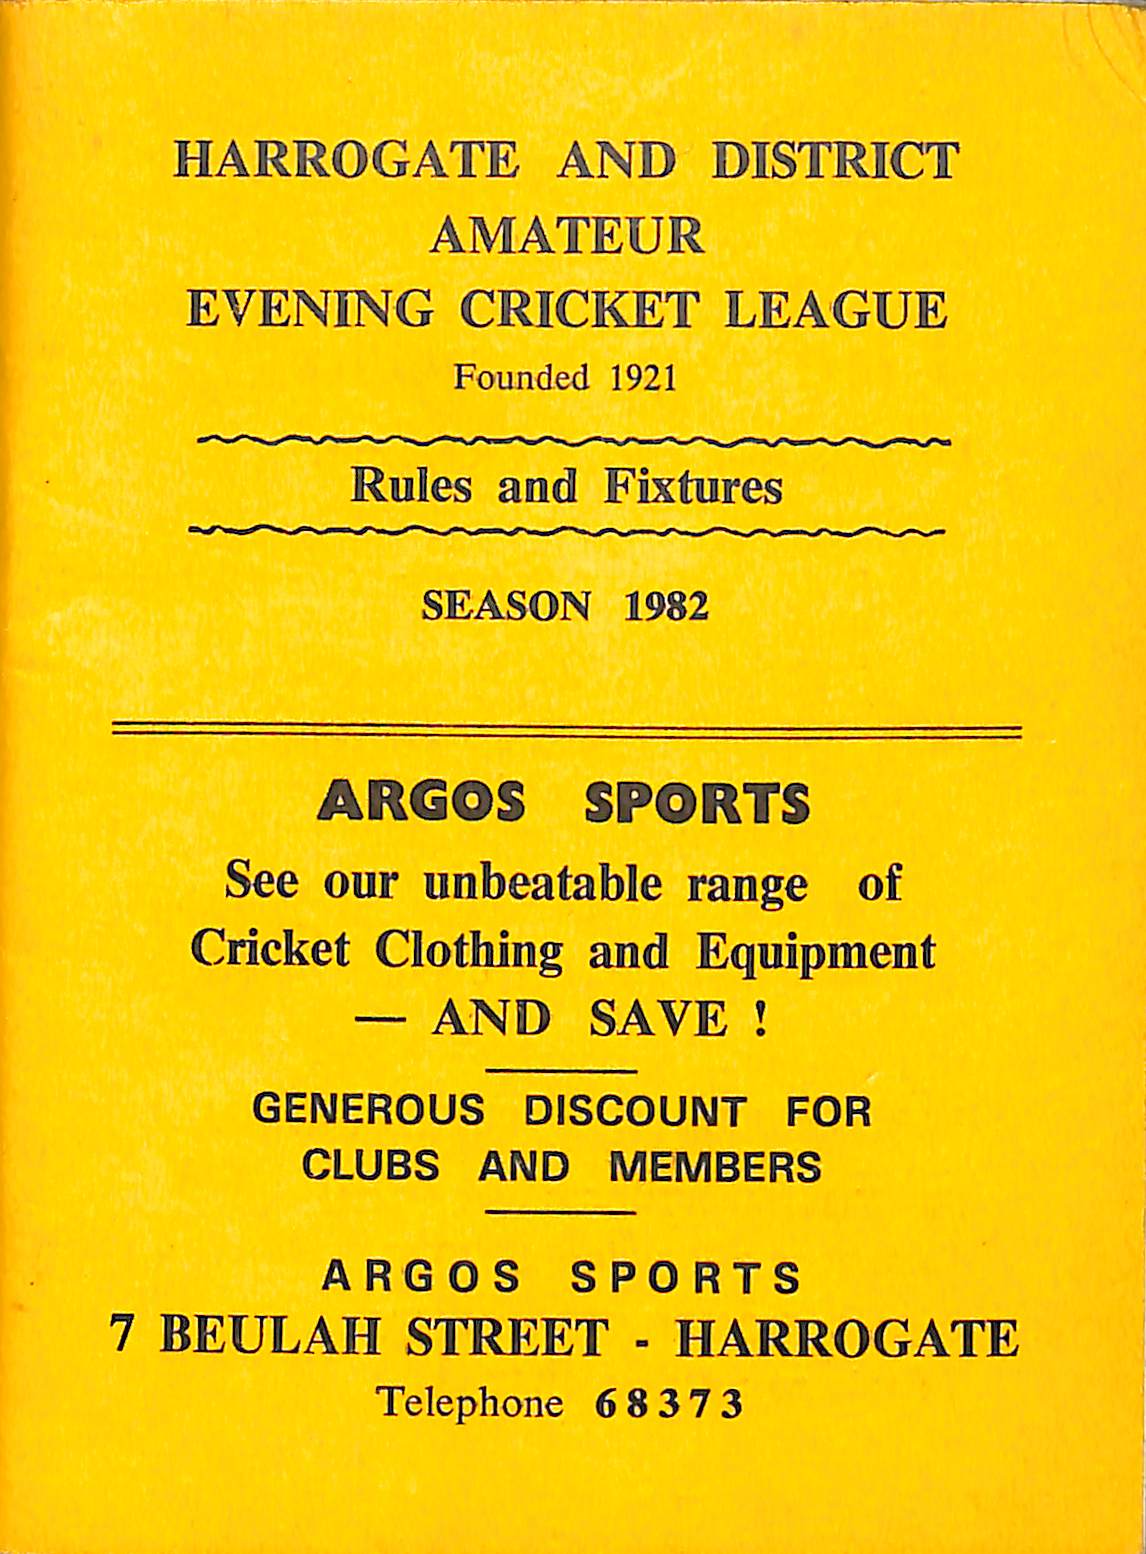 HARROGATE AND DISTRICT
AMATEUR
EVENING CRICKET LEAGUE
Founded 1921
Rules and Fixtures
SEASON 1982
ARGOS SPORTS
See our unbeatable range of
Cricket Clothing and Equipment
— AND SAVE !
GENEROUS DISCOUNT FOR
CLUBS AND MEMBERS
ARGOS SPORTS
7 BEULAH STREET - HARROGATE
Telephone 68373